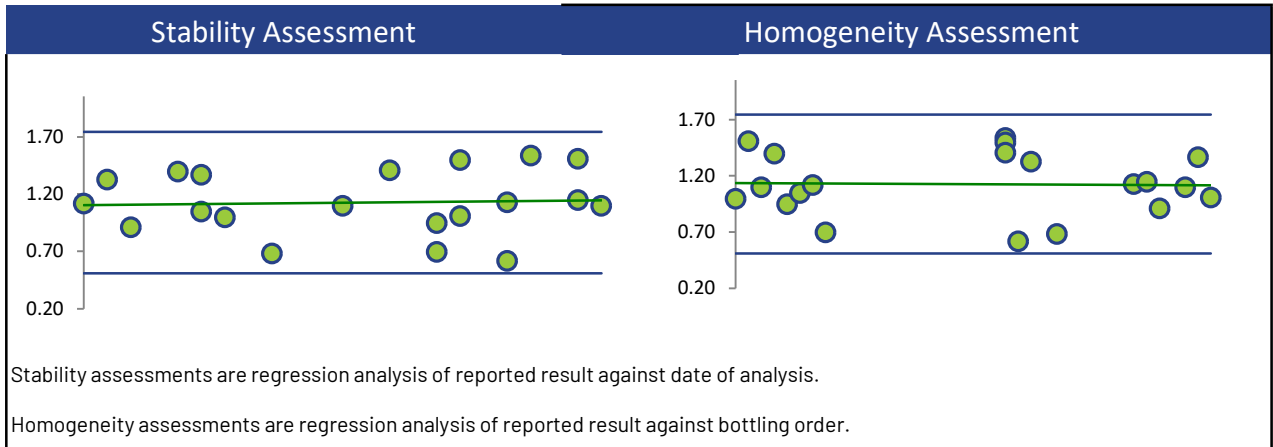 Stability Assessment
Homogeneity Assessment
1.70
1.20
0.70
0.20
1.70
1.20
0.70
0.20
Stability assessments are regression analysis of reported result against date of analysis.
Homogeneity assessments are regression analysis of reported result against bottling order.